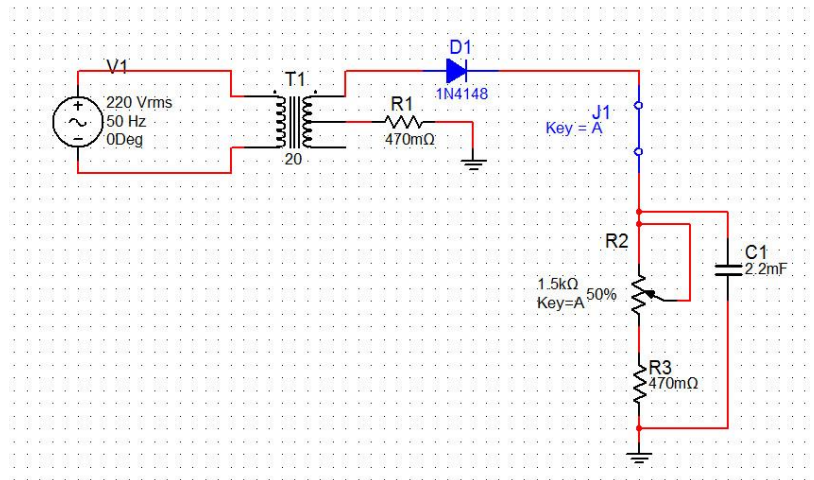 V1
220 Vrms
50 Hz
0Deg
T1
20
D1
1N4148
R1
470mΩ
J1
Key = A
R2
1.5kΩ
Key=A
50%
C1
2.2mF
R3
470mΩ